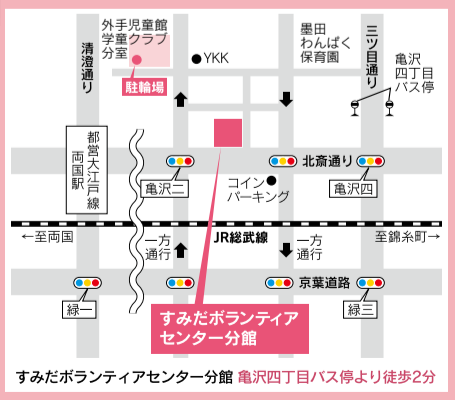 外手児童館
学童クラブ
分室
清澄通り
YKK
墨田
わんぱく
保育園
三ツ目通り
亀沢
四丁目
バス停
駐輪場
都営大江戸線
両国駅
北斎通り
亀沢二
コイン
パーキング
亀沢四
←至両国
一方
通行
JR総武線
一方
通行
至錦糸町→
京葉道路
緑一
緑三
すみだボランティア
センター分館
すみだボランティアセンター分館 亀沢四丁目バス停より徒歩2分